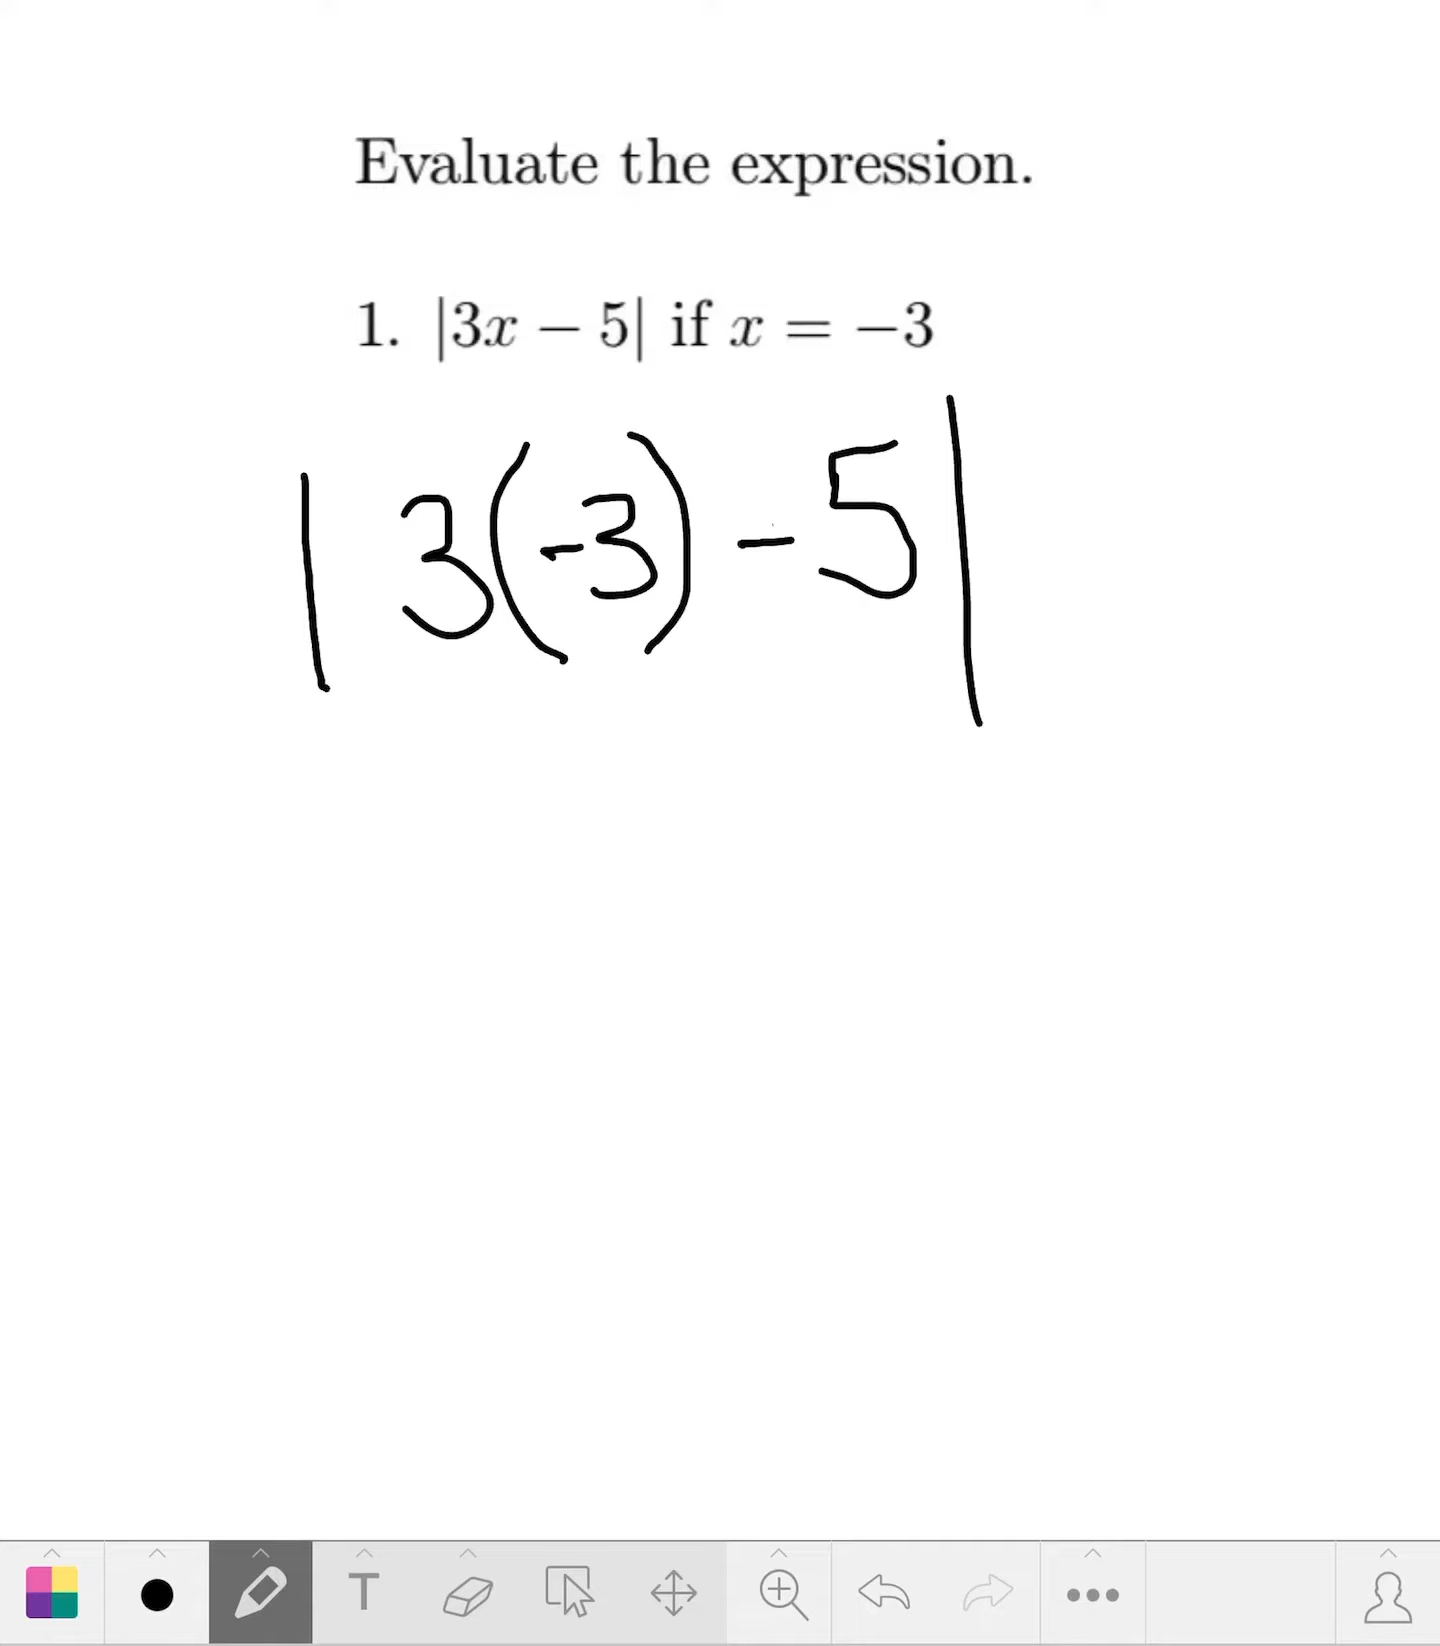 Evaluate the expression.
1. |3x − 5| if x = −3
| 3(-3) - 5 |
T